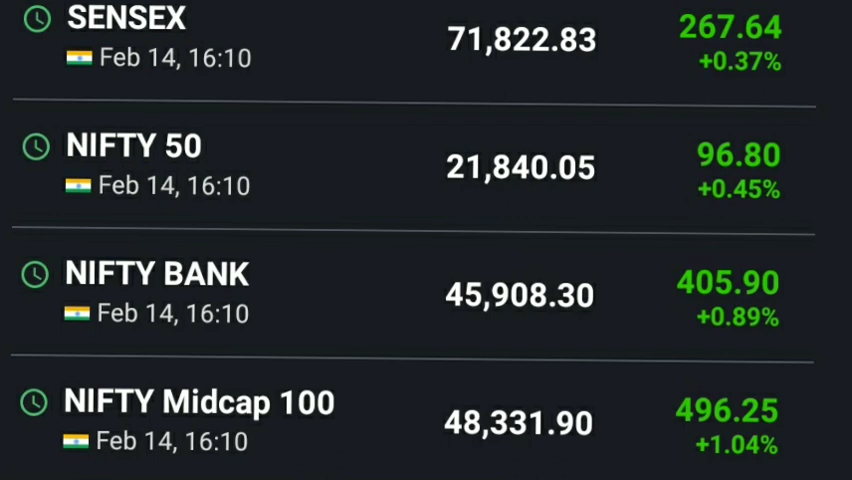 SENSEX 71,822.83 267.64
Feb 14, 16:10 +0.37%
NIFTY 50 21,840.05 96.80
Feb 14, 16:10 +0.45%
NIFTY BANK 45,908.30 405.90
Feb 14, 16:10 +0.89%
NIFTY Midcap 100 48,331.90 496.25
Feb 14, 16:10 +1.04%